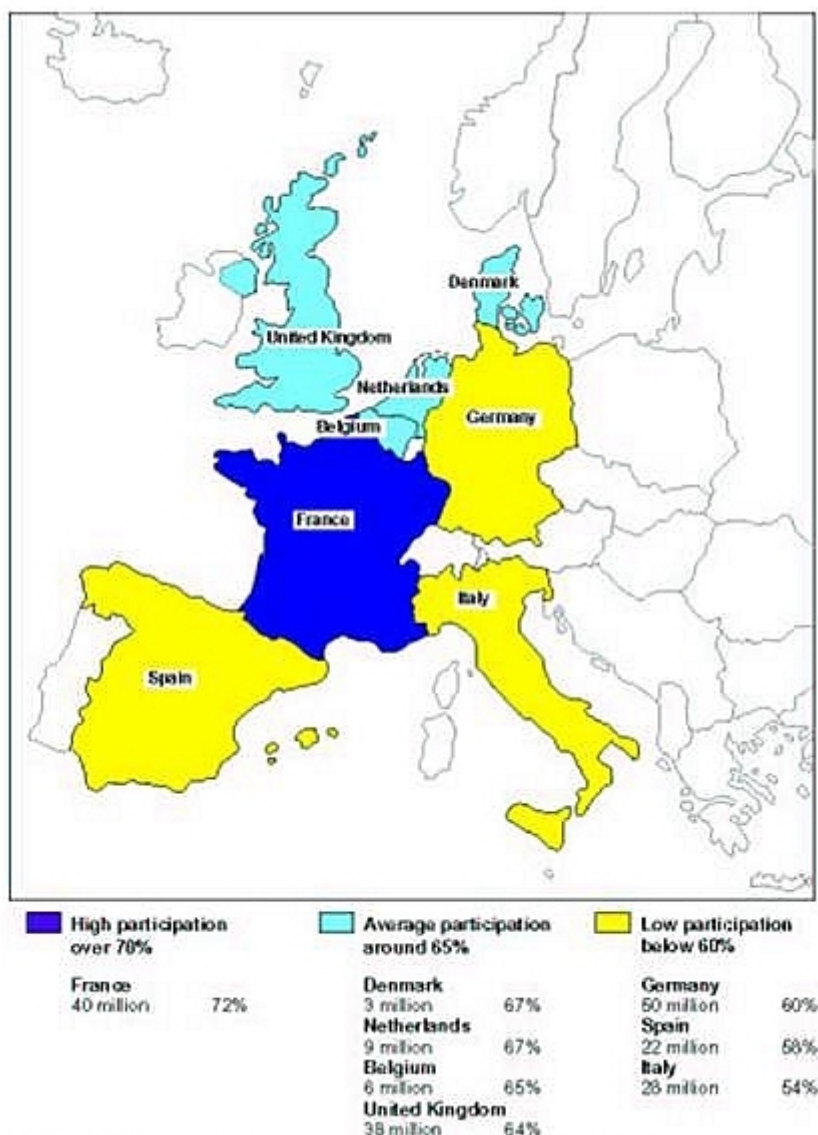 Denmark
United Kingdom
Netherlands
Belgium
Germany
France
Italy
Spain
High participation
over 70%
France
40 million 72%
Average participation
around 65%
Denmark
3 million 67%
Netherlands
9 million 67%
Belgium
6 million 65%
United Kingdom
38 million 64%
Low participation
below 60%
Germany
50 million 60%
Spain
22 million 58%
Italy
28 million 54%